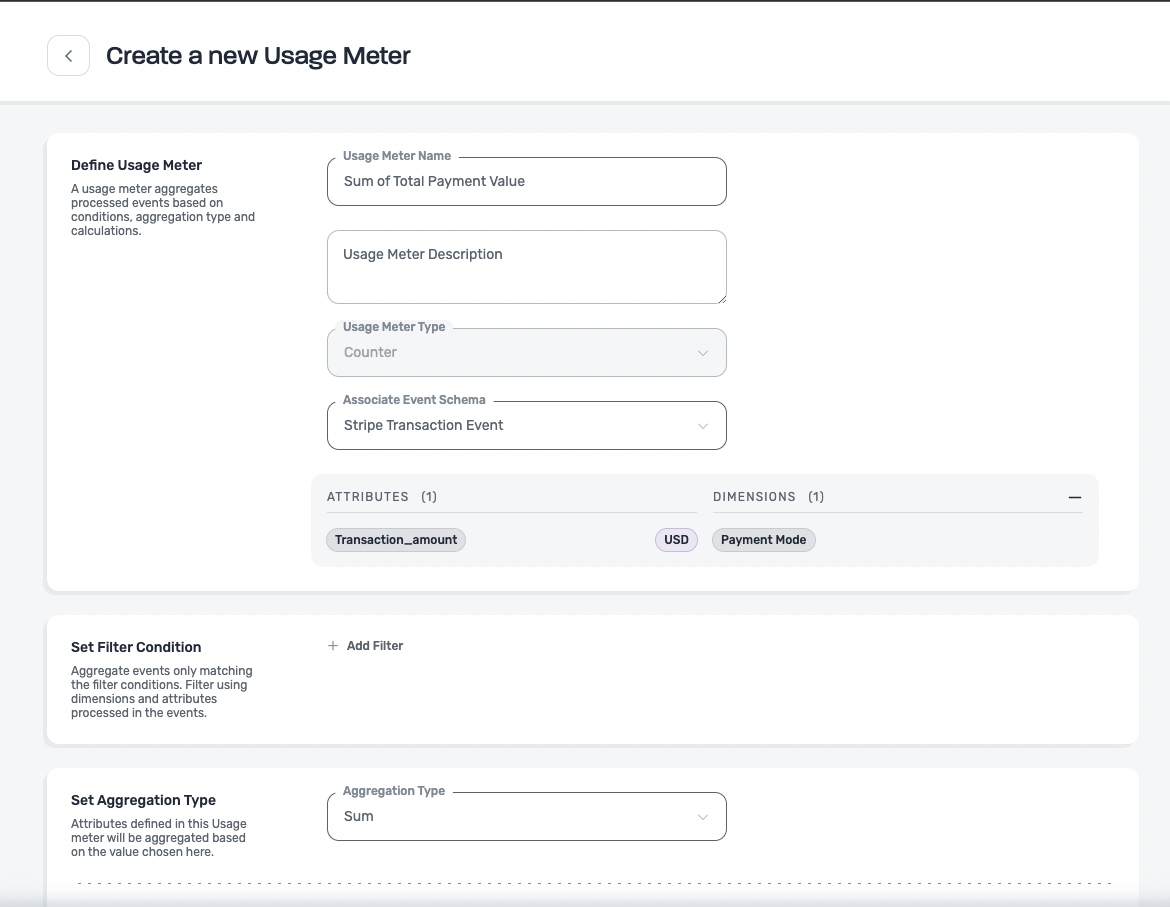 Create a new Usage Meter
Define Usage Meter
A usage meter aggregates
processed events based on
conditions, aggregation type and
calculations.
Usage Meter Name
Sum of Total Payment Value
Usage Meter Description
Usage Meter Type
Counter
Associate Event Schema
Stripe Transaction Event
ATTRIBUTES (1)
DIMENSIONS (1)
Transaction_amount
USD
Payment Mode
Set Filter Condition
Aggregate events only matching
the filter conditions. Filter using
dimensions and attributes
processed in the events.
+ Add Filter
Set Aggregation Type
Attributes defined in this Usage
meter will be aggregated based
on the value chosen here.
Aggregation Type
Sum